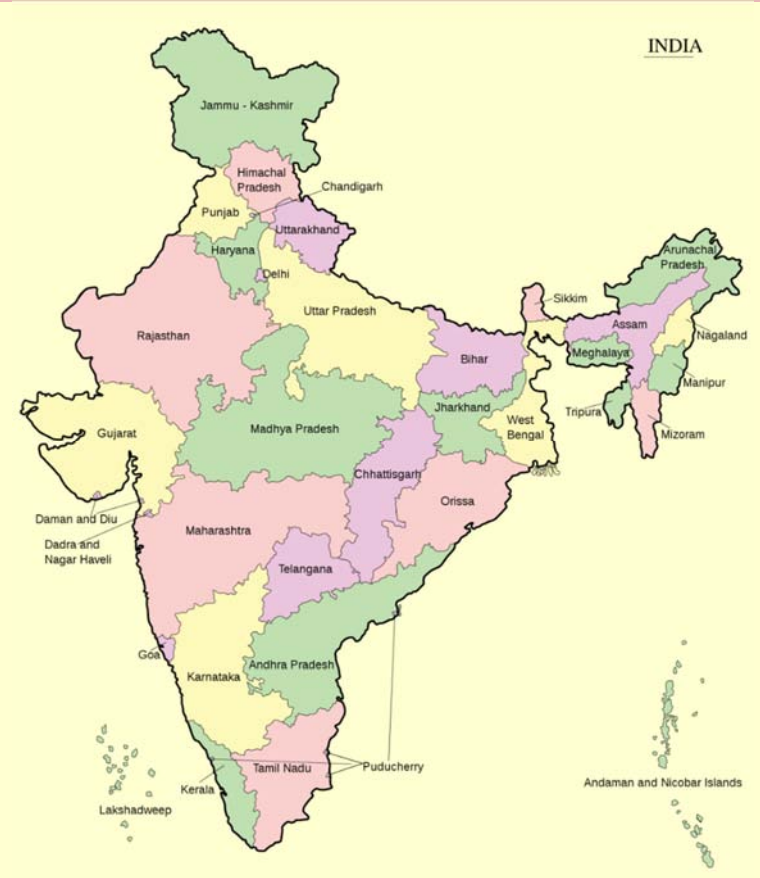 INDIA
Jammu - Kashmir
Himachal
Pradesh
Chandigarh
Punjab
Uttarakhand
Haryana
Delhi
Arunachal
Pradesh
Sikkim
Uttar Pradesh
Assam
Rajasthan
Nagaland
Bihar
Meghalaya
Manipur
Jharkhand
Tripura
West
Bengal
Madhya Pradesh
Gujarat
Mizoram
Chhattisgarh
Orissa
Daman and Diu
Maharashtra
Dadra and
Nagar Haveli
Telangana
Goa
Andhra Pradesh
Karnataka
Puducherry
Tamil Nadu
Kerala
Andaman and Nicobar Islands
Lakshadweep